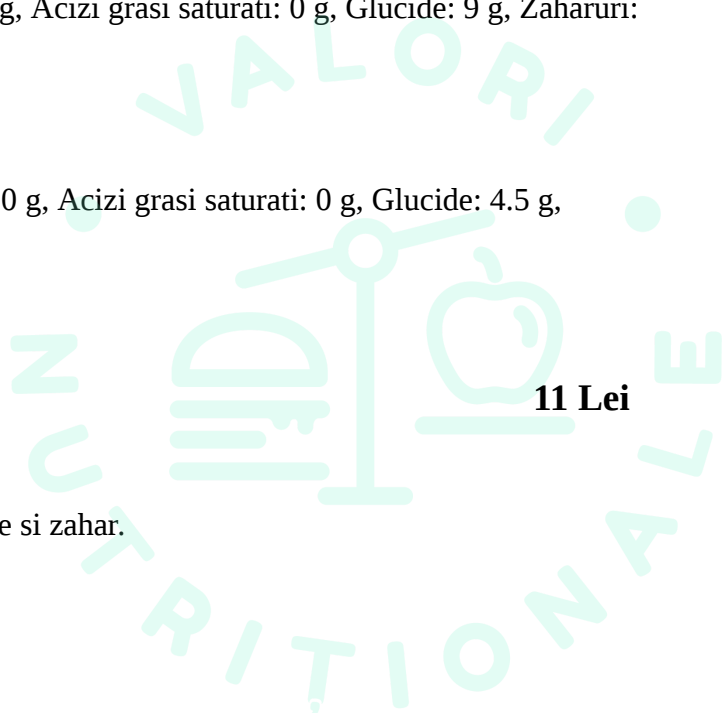 g, Acizi grasi saturati: 0 g, Glucide: 9 g, Zaharuri:
VALORI
0 g, Acizi grasi saturati: 0 g, Glucide: 4.5 g,
11 Lei
e si zahar.
NUTRIȚIONALE